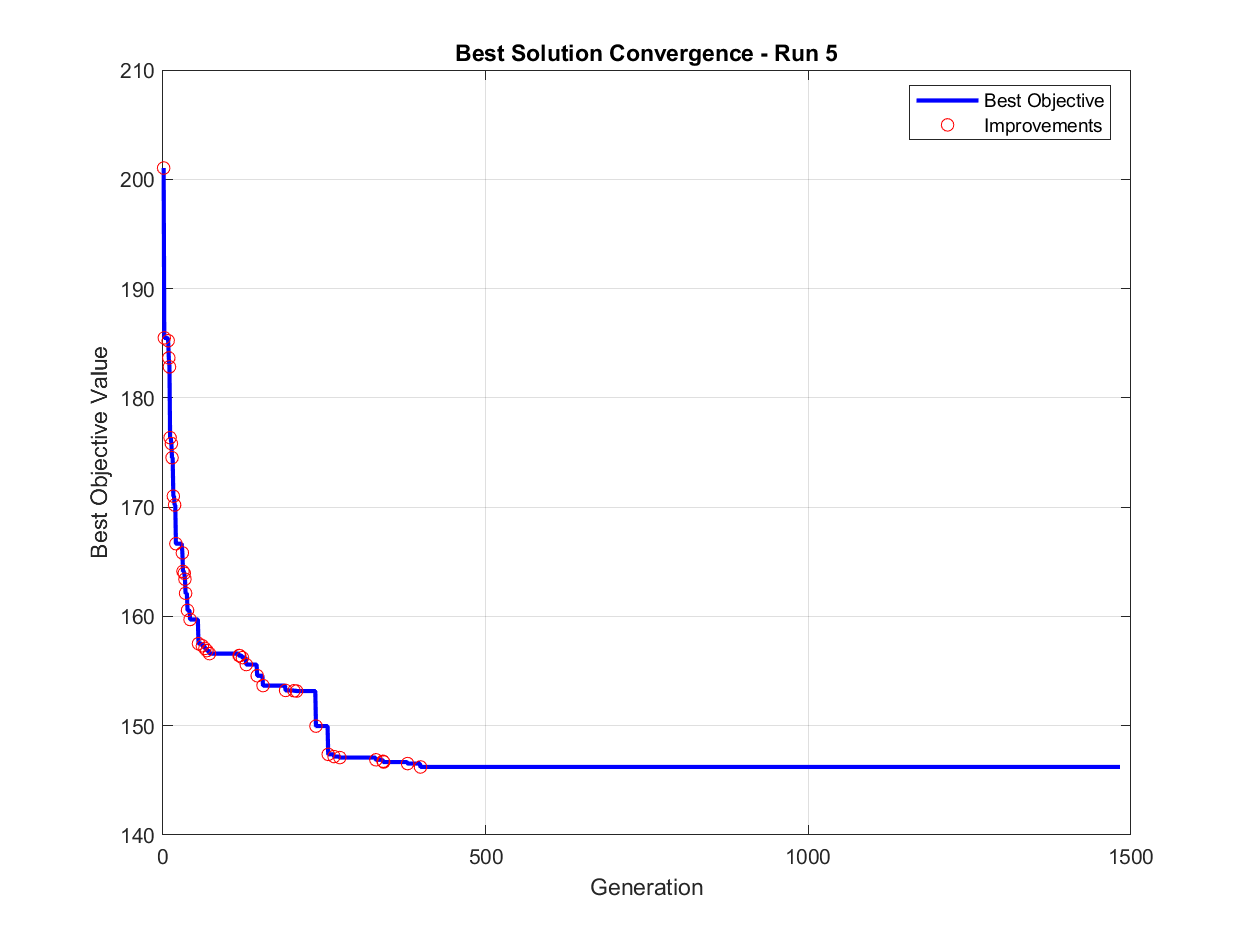 Best Solution Convergence - Run 5
210
200
190
180
170
160
150
140
Best Objective Value
Best Objective
Improvements
0
500
1000
1500
Generation